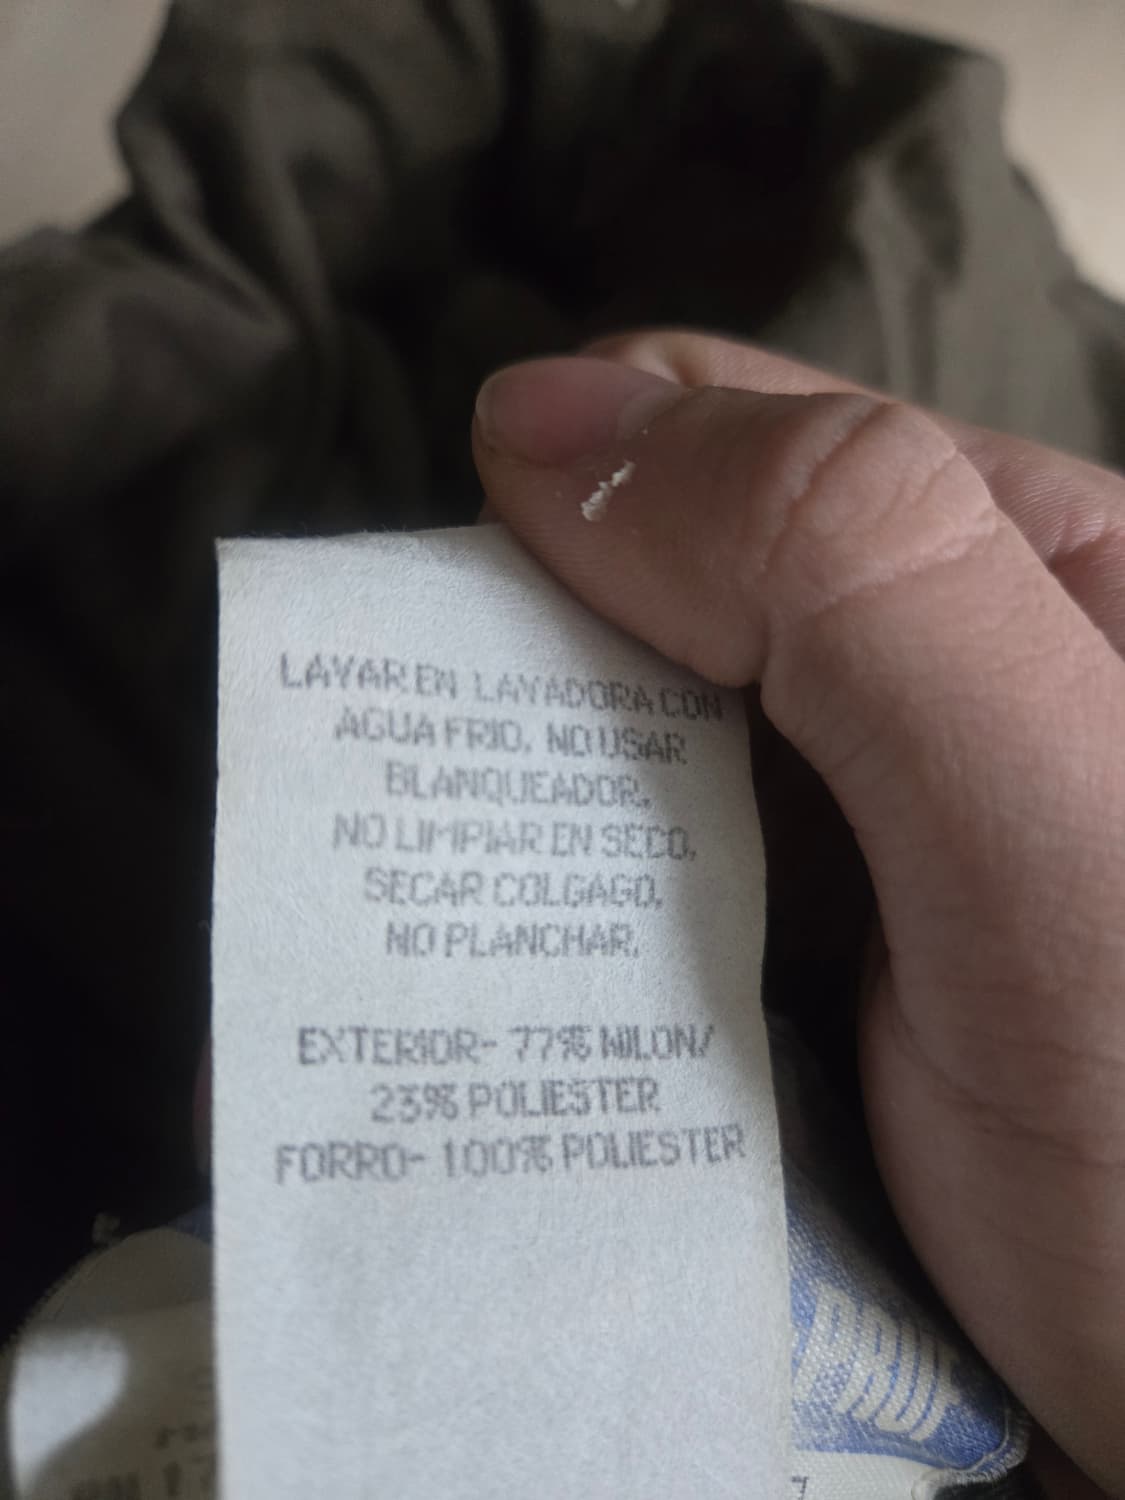 LAVAR EN LAVADORA CON
AGUA FRIO. NO USAR
BLANQUEADOR.
NO LIMPIAR EN SECO.
SECAR COLGAGO.
NO PLANCHAR.
EXTERIOR- 77% NILON/
23% POLIESTER
FORRO- 100% POLIESTER